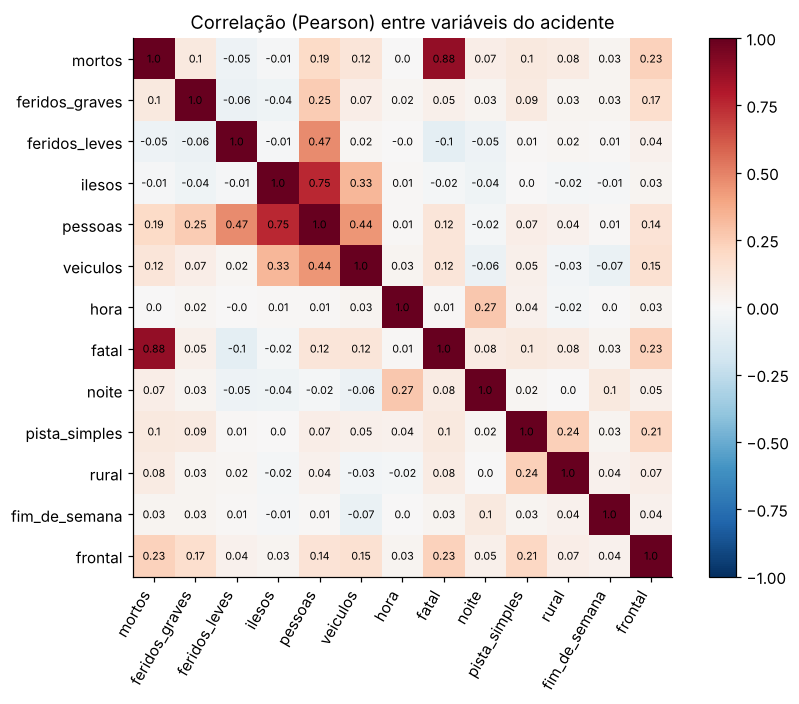 Correlação (Pearson) entre variáveis do acidente
mortos 1.0 0.1 -0.05 -0.01 0.19 0.12 0.0 0.88 0.07 0.1 0.08 0.03 0.23
feridos_graves 0.1 1.0 -0.06 -0.04 0.25 0.07 0.02 0.05 0.03 0.09 0.03 0.03 0.17
feridos_leves -0.05 -0.06 1.0 -0.01 0.47 0.02 -0.0 -0.1 -0.05 0.01 0.02 0.01 0.04
ilesos -0.01 -0.04 -0.01 1.0 0.75 0.33 0.01 -0.02 -0.04 0.0 -0.02 -0.01 0.03
pessoas 0.19 0.25 0.47 0.75 1.0 0.44 0.01 0.12 -0.02 0.07 0.04 0.01 0.14
veiculos 0.12 0.07 0.02 0.33 0.44 1.0 0.03 0.12 -0.06 0.05 -0.03 -0.07 0.15
hora 0.0 0.02 -0.0 0.01 0.01 0.03 1.0 0.01 0.27 0.04 -0.02 0.0 0.03
fatal 0.88 0.05 -0.1 -0.02 0.12 0.12 0.01 1.0 0.08 0.1 0.08 0.03 0.23
noite 0.07 0.03 -0.05 -0.04 -0.02 -0.06 0.27 0.08 1.0 0.02 0.0 0.1 0.05
pista_simples 0.1 0.09 0.01 0.0 0.07 0.05 0.04 0.1 0.02 1.0 0.24 0.03 0.21
rural 0.08 0.03 0.02 -0.02 0.04 -0.03 -0.02 0.08 0.0 0.24 1.0 0.04 0.07
fim_de_semana 0.03 0.03 0.01 -0.01 0.01 -0.07 0.0 0.03 0.1 0.03 0.04 1.0 0.04
frontal 0.23 0.17 0.04 0.03 0.14 0.15 0.03 0.23 0.05 0.21 0.07 0.04 1.0
mortos feridos_graves feridos_leves ilesos pessoas veiculos hora fatal noite pista_simples rural fim_de_semana frontal
1.00
0.75
0.50
0.25
0.00
−0.25
−0.50
−0.75
−1.00